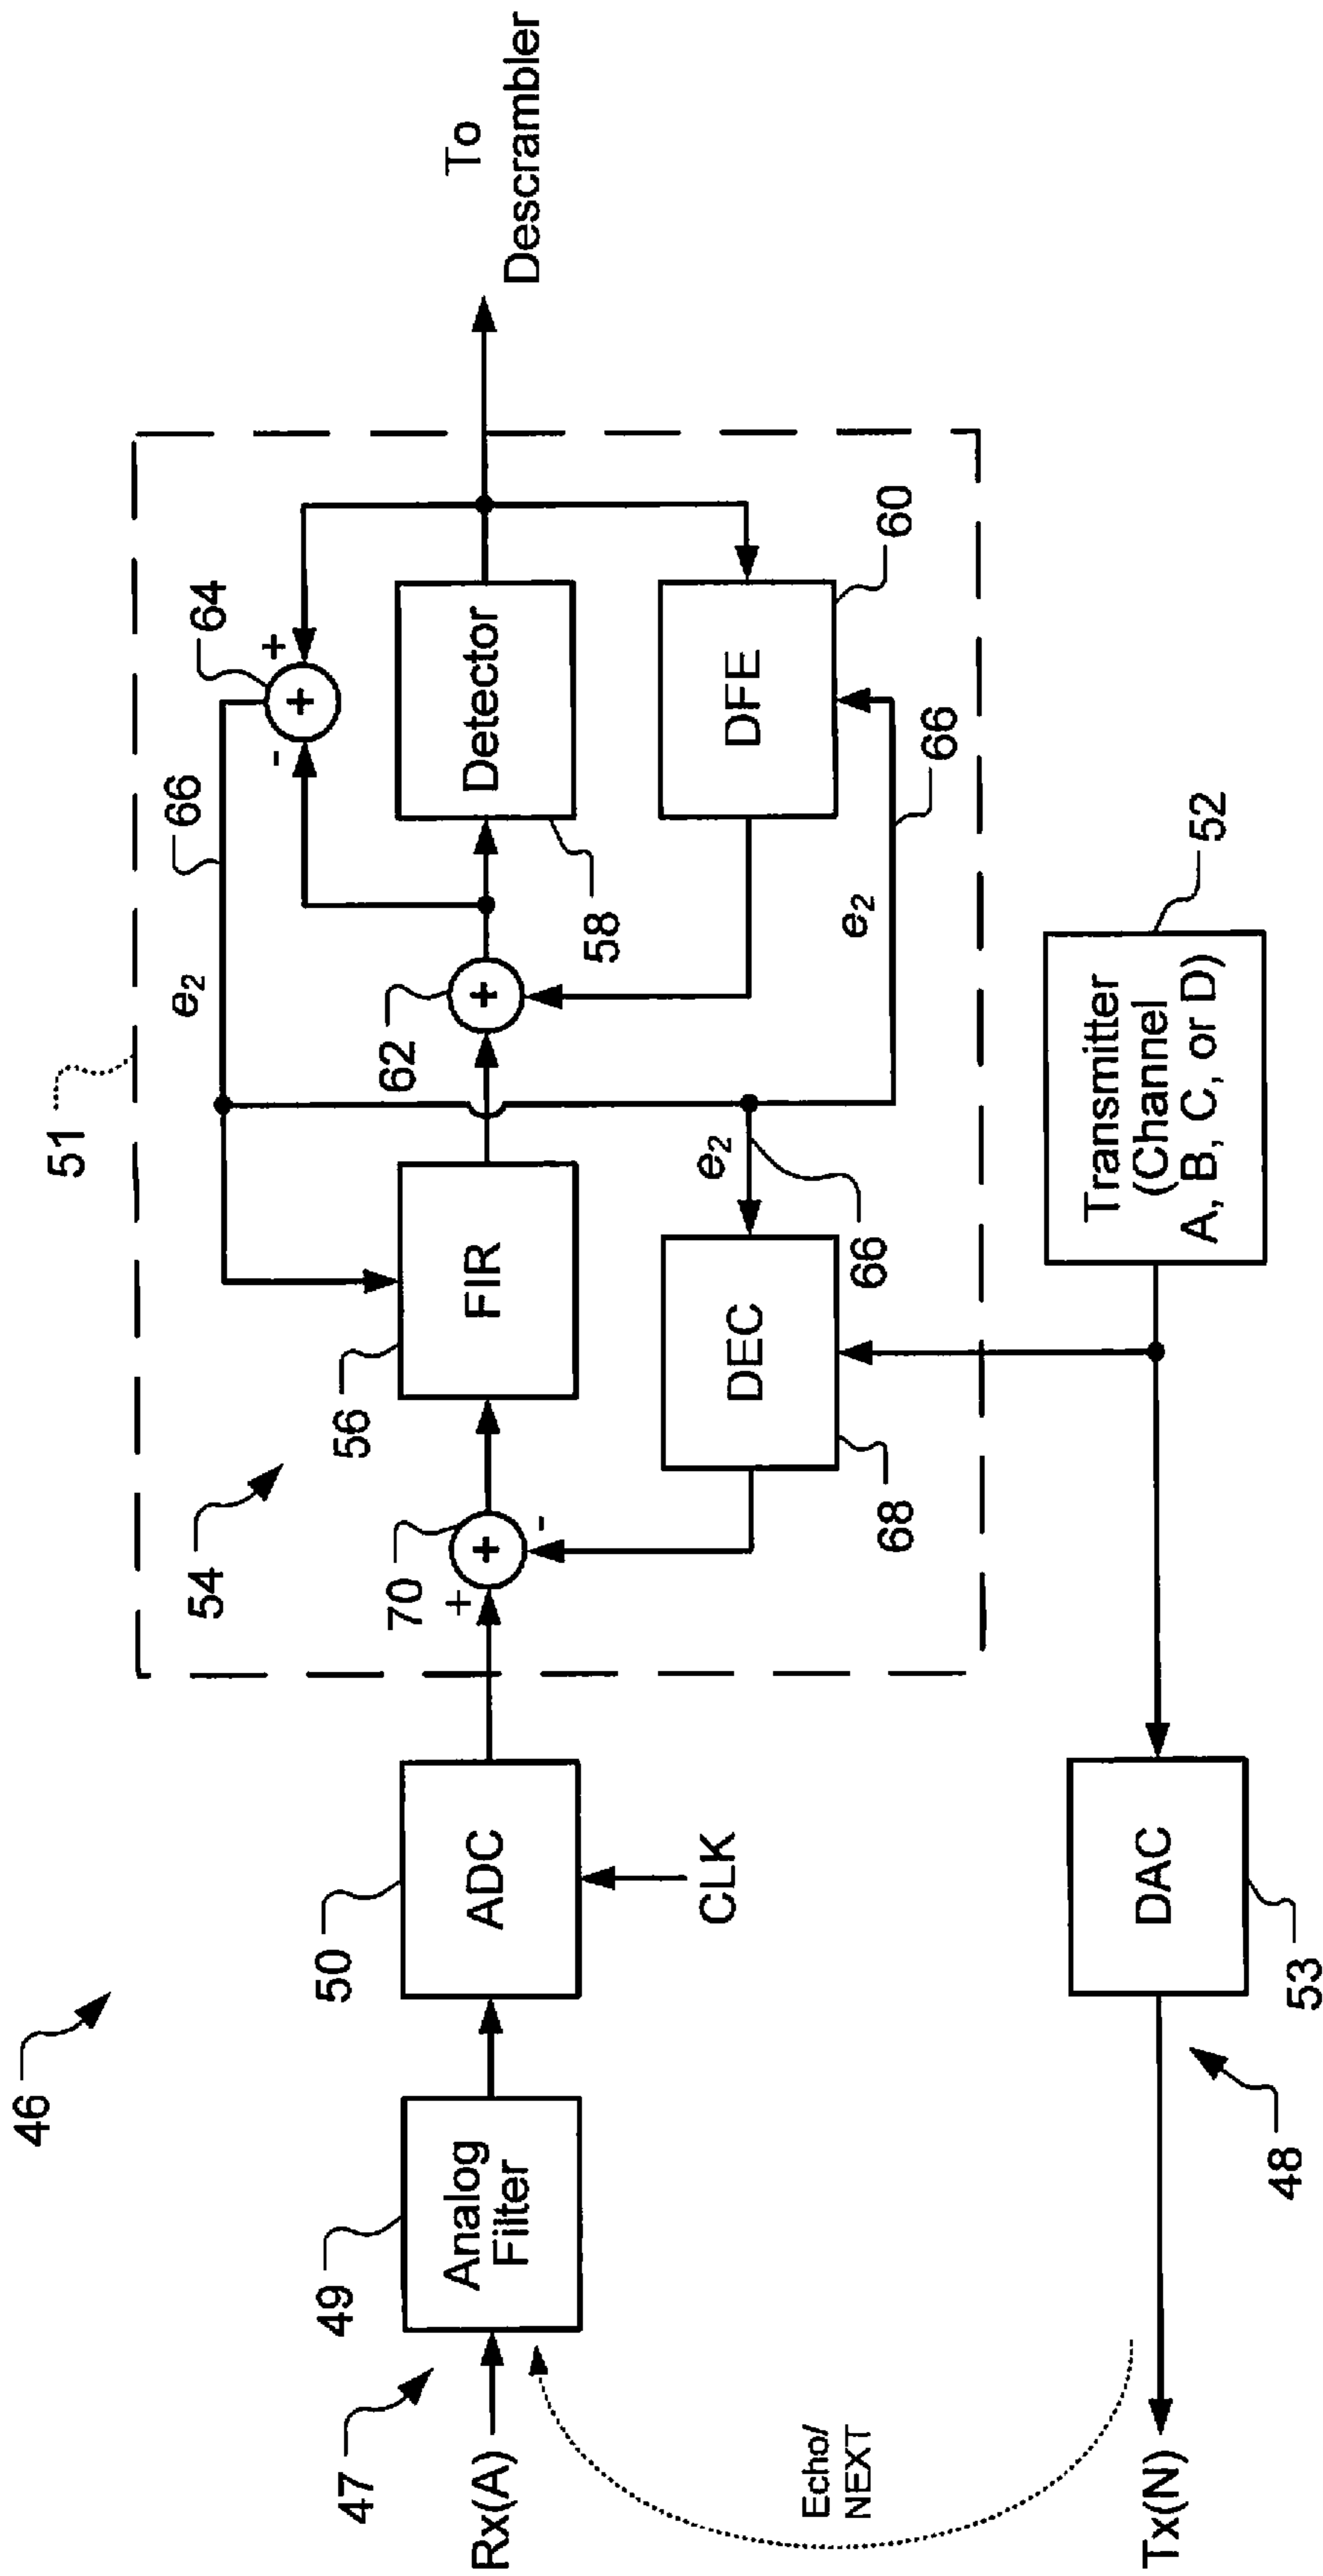 46
47
Rx(A)
49
Analog
Filter
50
ADC
CLK
51
54
70
+
+
-
56
FIR
62
+
e2
66
64
+
+
-
58
Detector
60
DFE
66
e2
e2
66
68
DEC
To
Descrambler
52
Transmitter
(Channel
A, B, C, or D)
53
DAC
48
Echo/
NEXT
Tx(N)